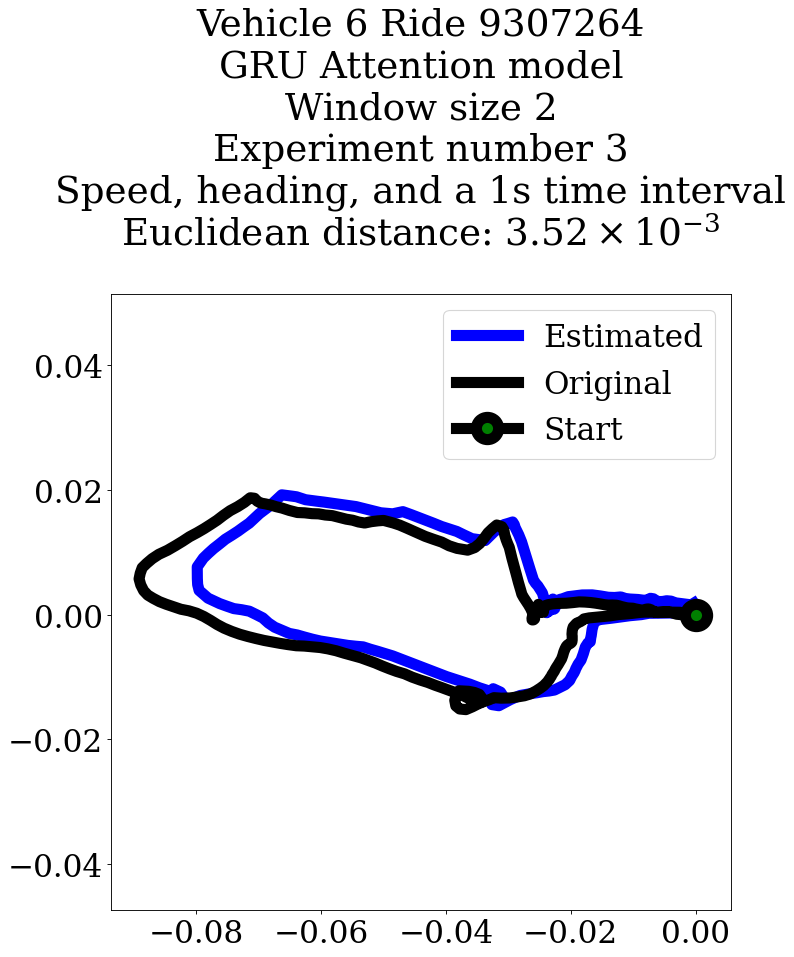 Vehicle 6 Ride 9307264
GRU Attention model
Window size 2
Experiment number 3
Speed, heading, and a 1s time interval
Euclidean distance: 3.52 × 10⁻³
Estimated
Original
Start
0.04
0.02
0.00
−0.02
−0.04
−0.08 −0.06 −0.04 −0.02 0.00